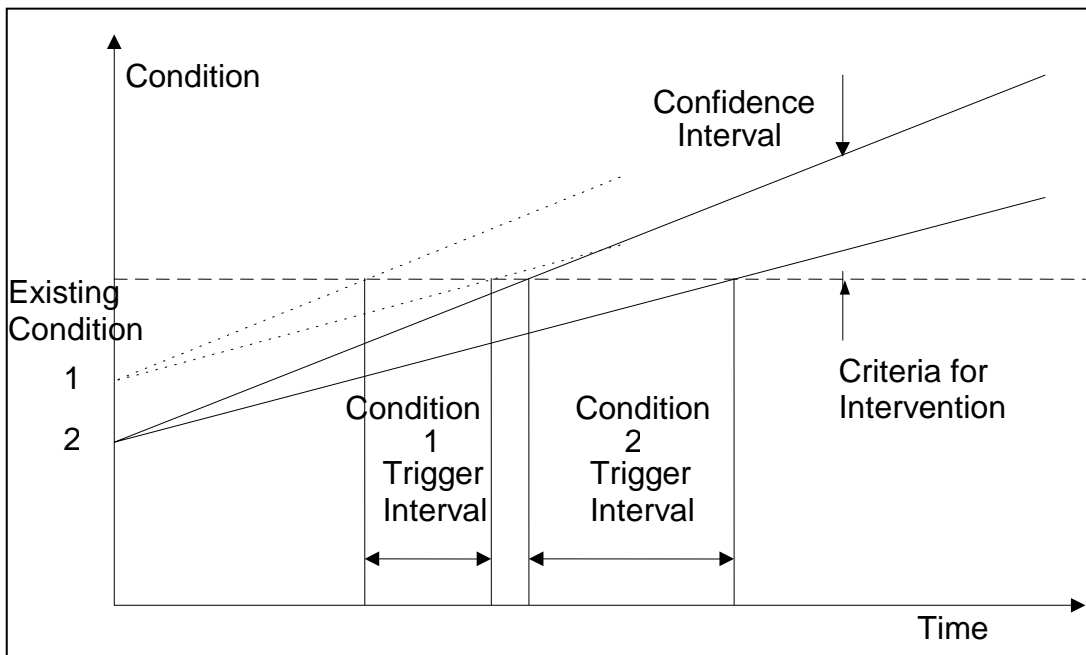 Condition
Confidence
Interval
Existing
Condition
1
2
Condition
1
Trigger
Interval
Condition
2
Trigger
Interval
Criteria for
Intervention
Time